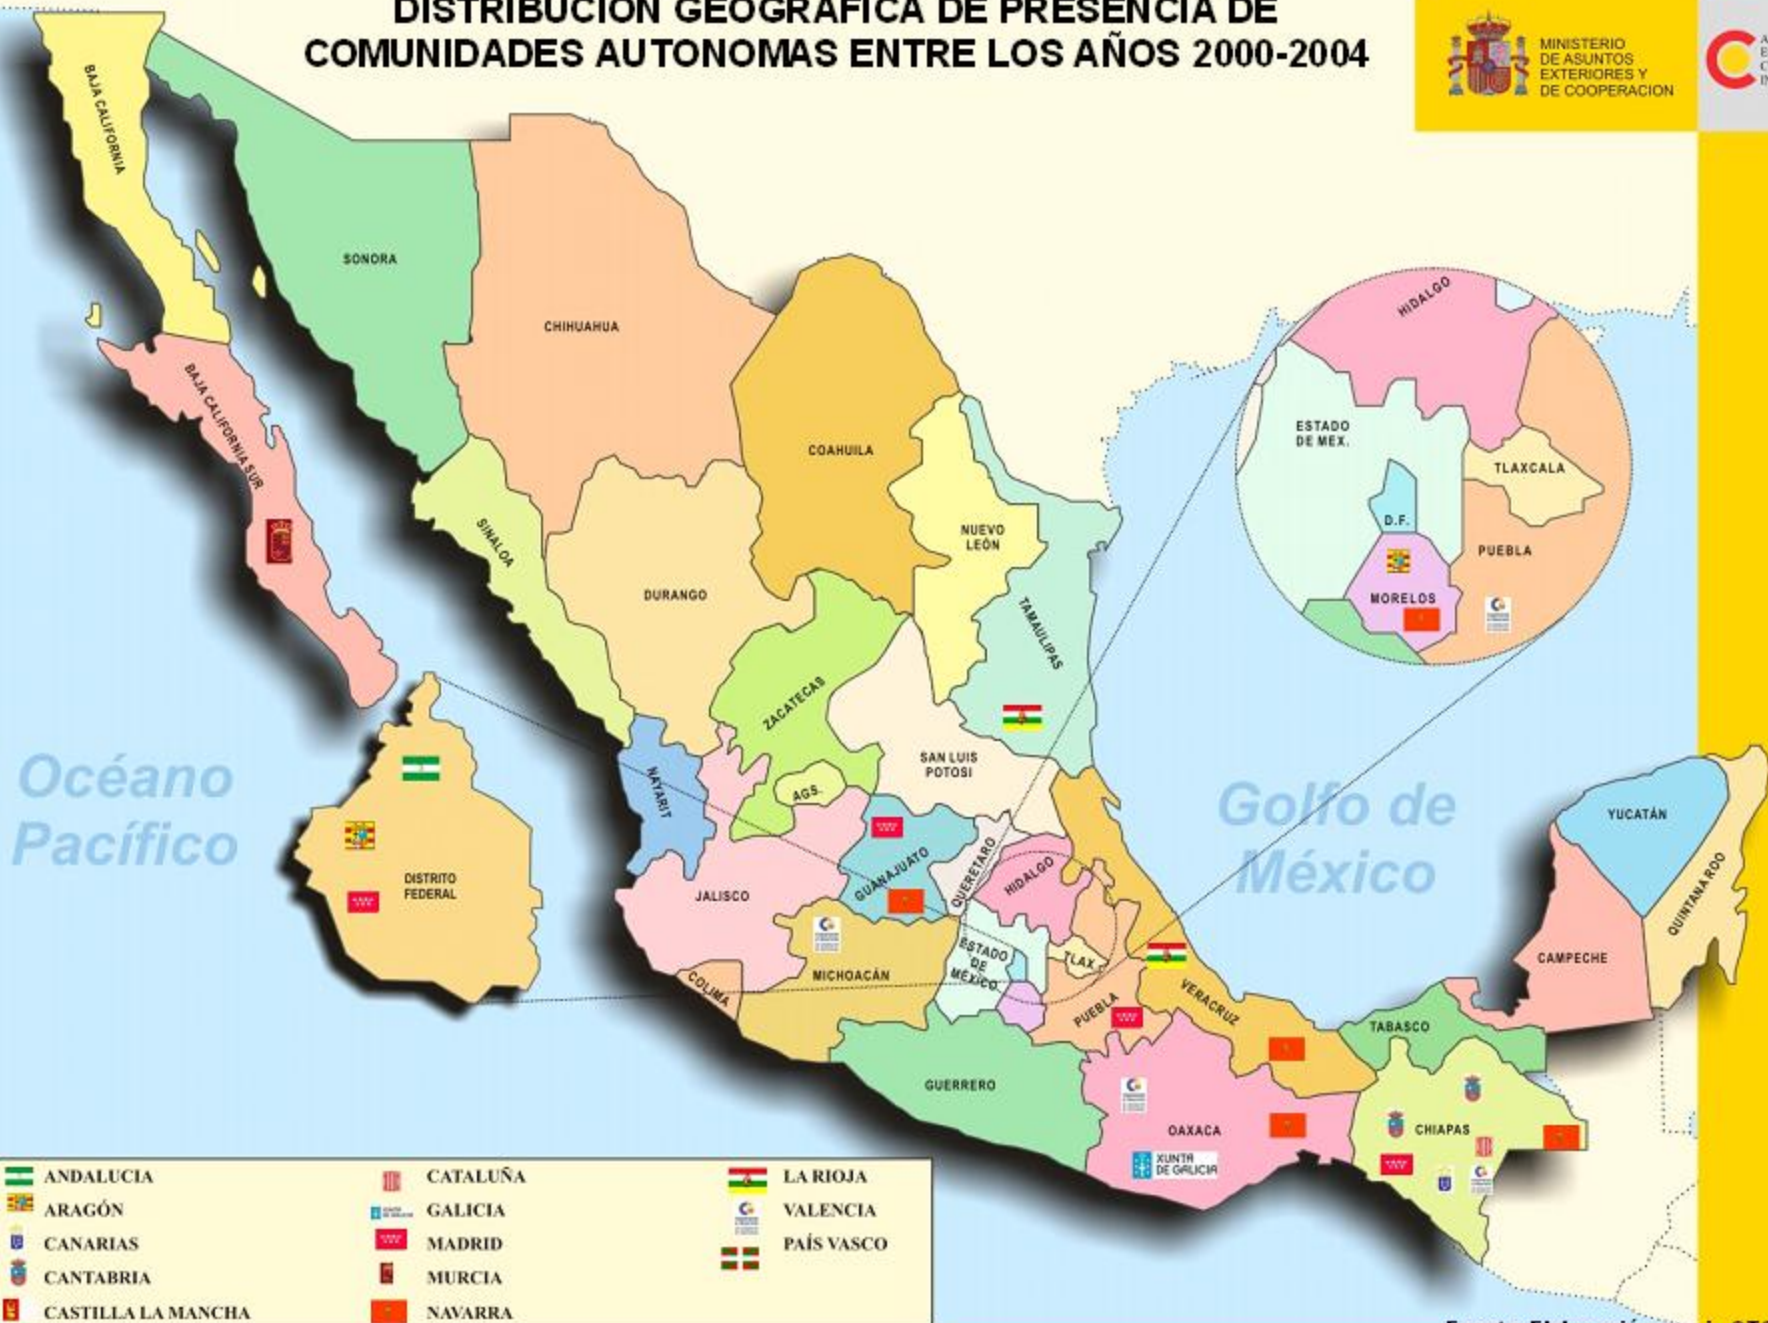 DISTRIBUCIÓN GEOGRÁFICA DE PRESENCIA DE
COMUNIDADES AUTONOMAS ENTRE LOS AÑOS 2000-2004
MINISTERIO
DE ASUNTOS
EXTERIORES Y
DE COOPERACION
BAJA CALIFORNIA
SONORA
CHIHUAHUA
HIDALGO
BAJA CALIFORNIA SUR
COAHUILA
ESTADO
DE MEX.
TLAXCALA
D.F.
PUEBLA
MORELOS
SINALOA
NUEVO
LEÓN
DURANGO
TAMAULIPAS
ZACATECAS
SAN LUIS
POTOSI
NAYARIT
AGS.
Océano
Pacífico
Golfo de
México
YUCATÁN
DISTRITO
FEDERAL
JALISCO
GUANAJUATO
QUERETARO
HIDALGO
QUINTANA ROO
CAMPECHE
ESTADO
DE
MÉXICO
TLAX.
MICHOACÁN
COLIMA
PUEBLA
VERACRUZ
TABASCO
GUERRERO
OAXACA
CHIAPAS
XUNTA
DE GALICIA
ANDALUCIA
ARAGÓN
CANARIAS
CANTABRIA
CASTILLA LA MANCHA
CATALUÑA
GALICIA
MADRID
MURCIA
NAVARRA
LA RIOJA
VALENCIA
PAÍS VASCO